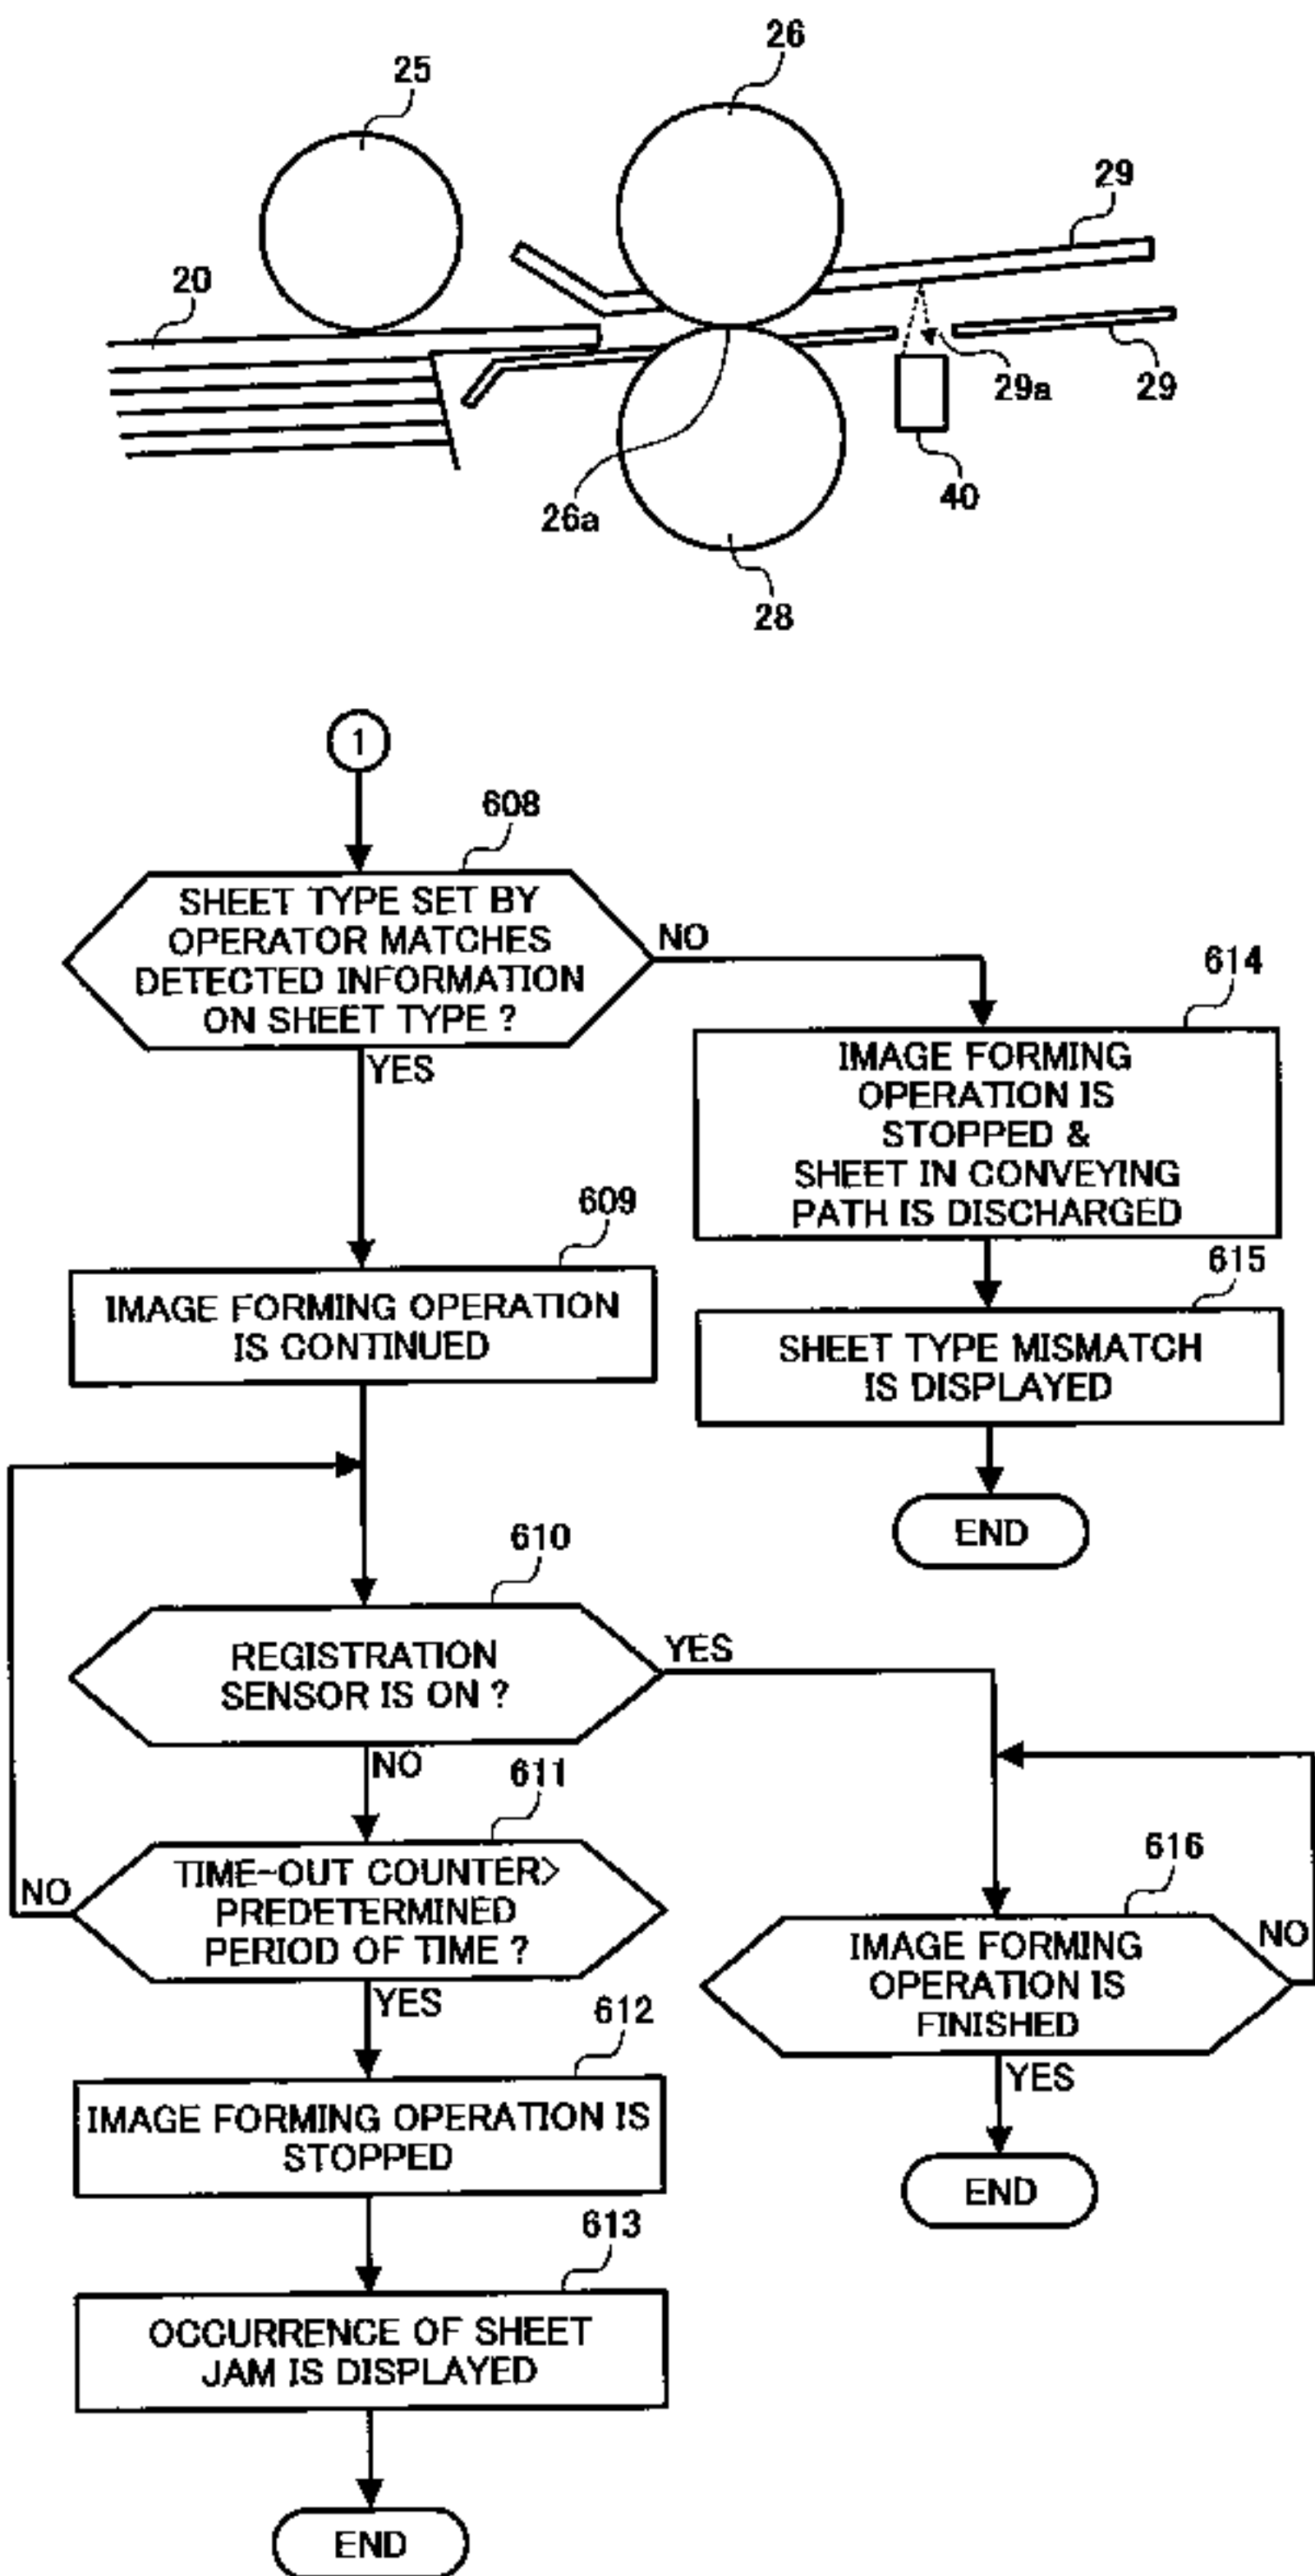 26
25
29
20
29a
29
40
26a
28
1
608
SHEET TYPE SET BY
OPERATOR MATCHES
DETECTED INFORMATION
ON SHEET TYPE ?
NO
YES
614
IMAGE FORMING
OPERATION IS
STOPPED &
SHEET IN CONVEYING
PATH IS DISCHARGED
609
IMAGE FORMING OPERATION
IS CONTINUED
615
SHEET TYPE MISMATCH
IS DISPLAYED
END
610
REGISTRATION
SENSOR IS ON ?
YES
NO
611
TIME-OUT COUNTER>
PREDETERMINED
PERIOD OF TIME ?
NO
YES
616
IMAGE FORMING
OPERATION IS
FINISHED
NO
YES
END
612
IMAGE FORMING OPERATION IS
STOPPED
613
OCCURRENCE OF SHEET
JAM IS DISPLAYED
END